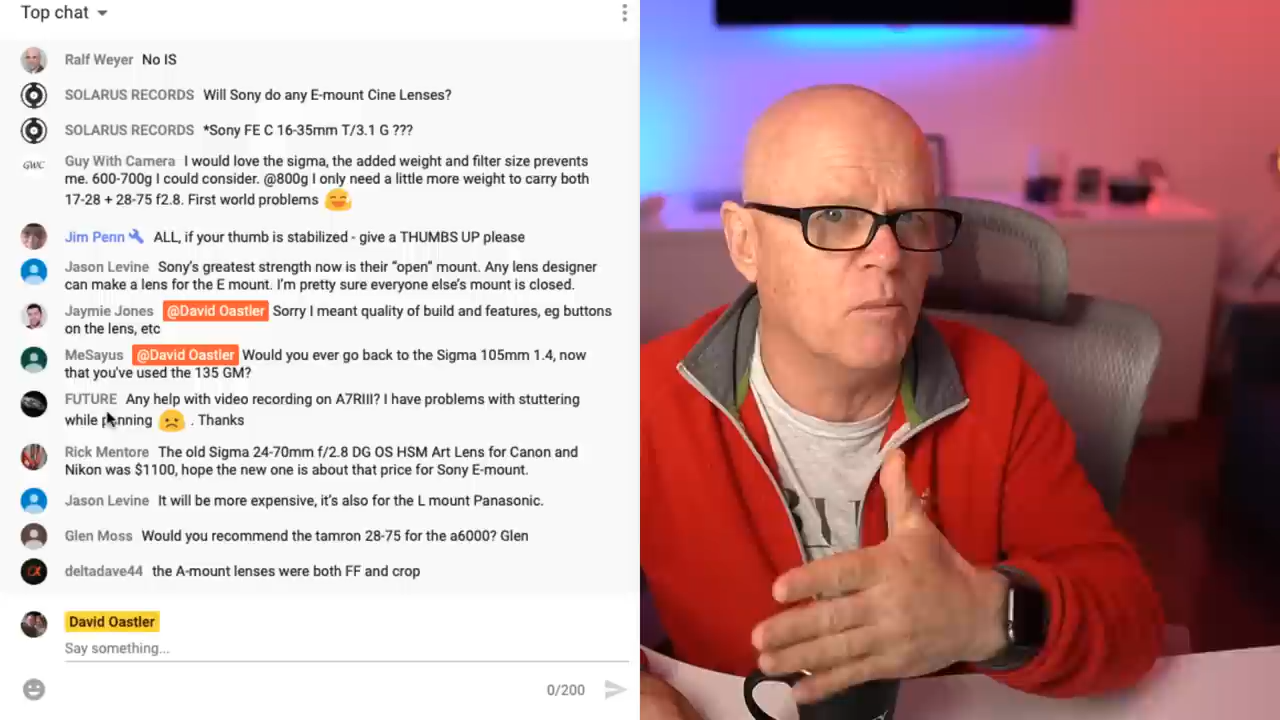 Top chat
Ralf Weyer No IS
SOLARUS RECORDS Will Sony do any E-mount Cine Lenses?
SOLARUS RECORDS *Sony FE C 16-35mm T/3.1 G ???
GWC Guy With Camera I would love the sigma, the added weight and filter size prevents
me. 600-700g I could consider. @800g I only need a little more weight to carry both
17-28 + 28-75 f2.8. First world problems 😄
Jim Penn ALL, if your thumb is stabilized - give a THUMBS UP please
Jason Levine Sony's greatest strength now is their “open” mount. Any lens designer
can make a lens for the E mount. I'm pretty sure everyone else's mount is closed.
Jaymie Jones @David Oastler Sorry I meant quality of build and features, eg buttons
on the lens, etc
MeSayus @David Oastler Would you ever go back to the Sigma 105mm 1.4, now
that you've used the 135 GM?
FUTURE Any help with video recording on A7RIII? I have problems with stuttering
while panning ☹️ . Thanks
Rick Mentore The old Sigma 24-70mm f/2.8 DG OS HSM Art Lens for Canon and
Nikon was $1100, hope the new one is about that price for Sony E-mount.
Jason Levine It will be more expensive, it's also for the L mount Panasonic.
Glen Moss Would you recommend the tamron 28-75 for the a6000? Glen
deltadave44 the A-mount lenses were both FF and crop
David Oastler
Say something...
0/200